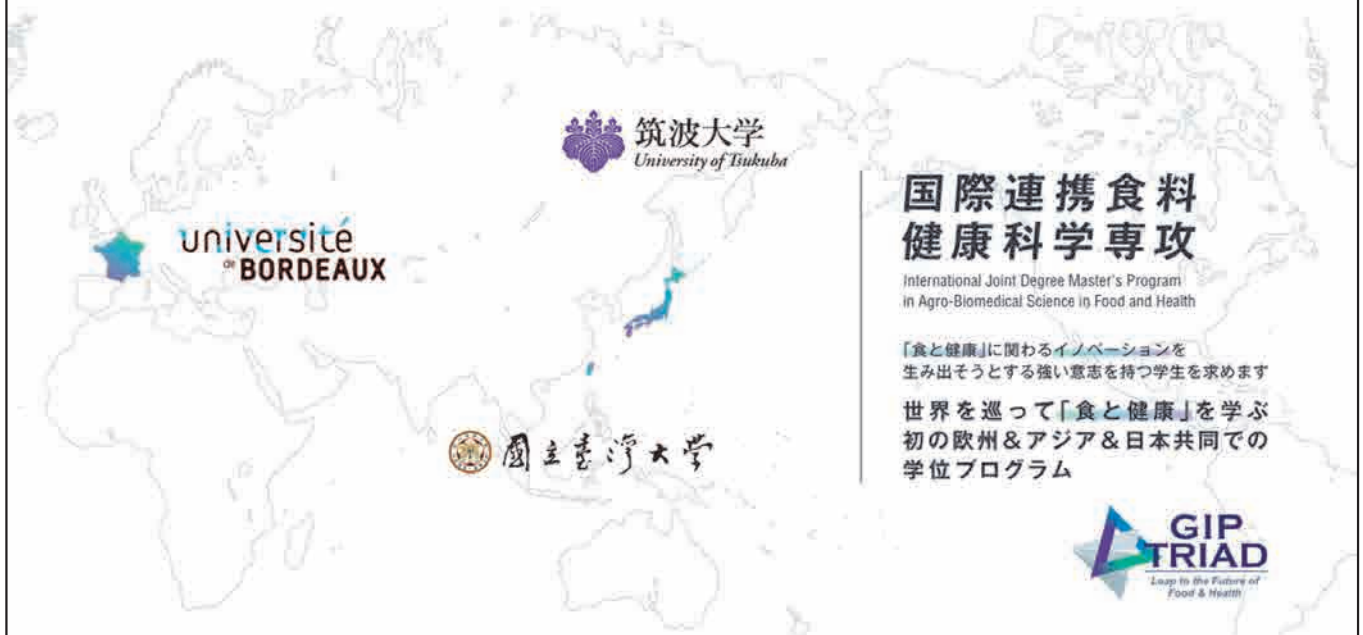 筑波大学
University of Tsukuba
université
de BORDEAUX
國立臺灣大學
国際連携食料
健康科学専攻
International Joint Degree Master's Program
in Agro-Biomedical Science in Food and Health
「食と健康」に関わるイノベーションを
生み出そうとする強い意志を持つ学生を求めます
世界を巡って「食と健康」を学ぶ
初の欧州&アジア&日本共同での
学位プログラム
GIP
TRIAD
Leap to the Future of
Food & Health